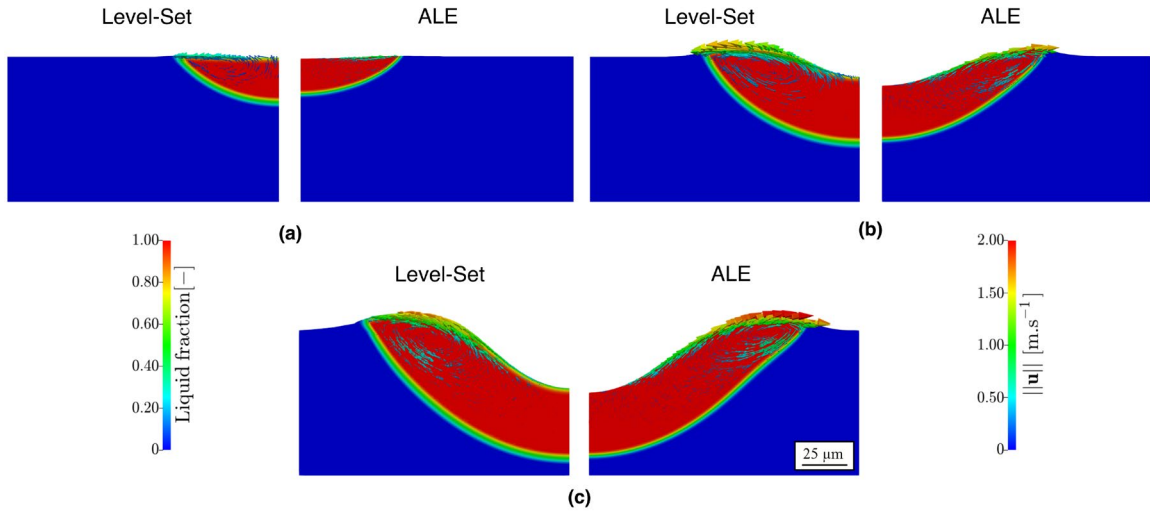 Level-Set
ALE
Level-Set
ALE
(a)
(b)
Level-Set
ALE
1.00
0.80
0.60
0.40
0.20
0
Liquid fraction[−]
2.00
1.50
1.00
0.50
0
||u|| [m.s⁻¹]
25 µm
(c)